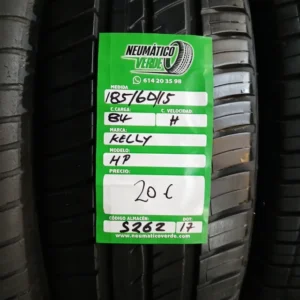 NEUMÁTICO
VERDE
614 20 35 98
MEDIDA
185/60/15
C. CARGA: C. VELOCIDAD:
84 H
MARCA:
KELLY
MODELO:
HP
PRECIO:
20€
CÓDIGO ALMACÉN: DOT:
S262 17
www.neumaticoverde.com